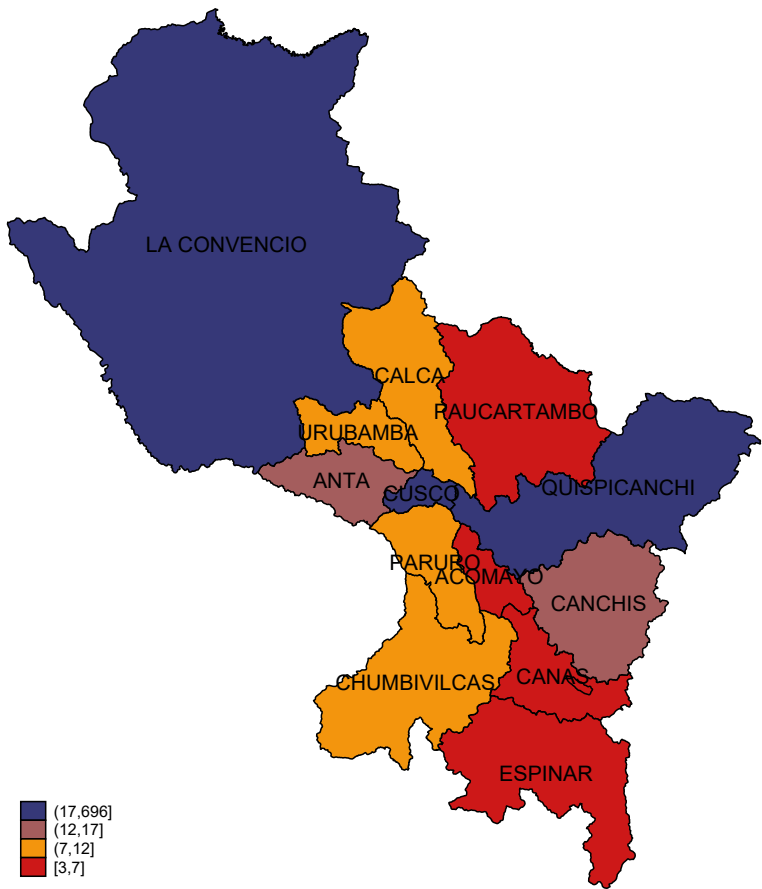 LA CONVENCIO
CALCA
PAUCARTAMBO
URUBAMBA
ANTA
CUSCO
QUISPICANCHI
PARURO
ACOMAYO
CANCHIS
CANAS
CHUMBIVILCAS
ESPINAR
(17,696]
(12,17]
(7,12]
[3,7]